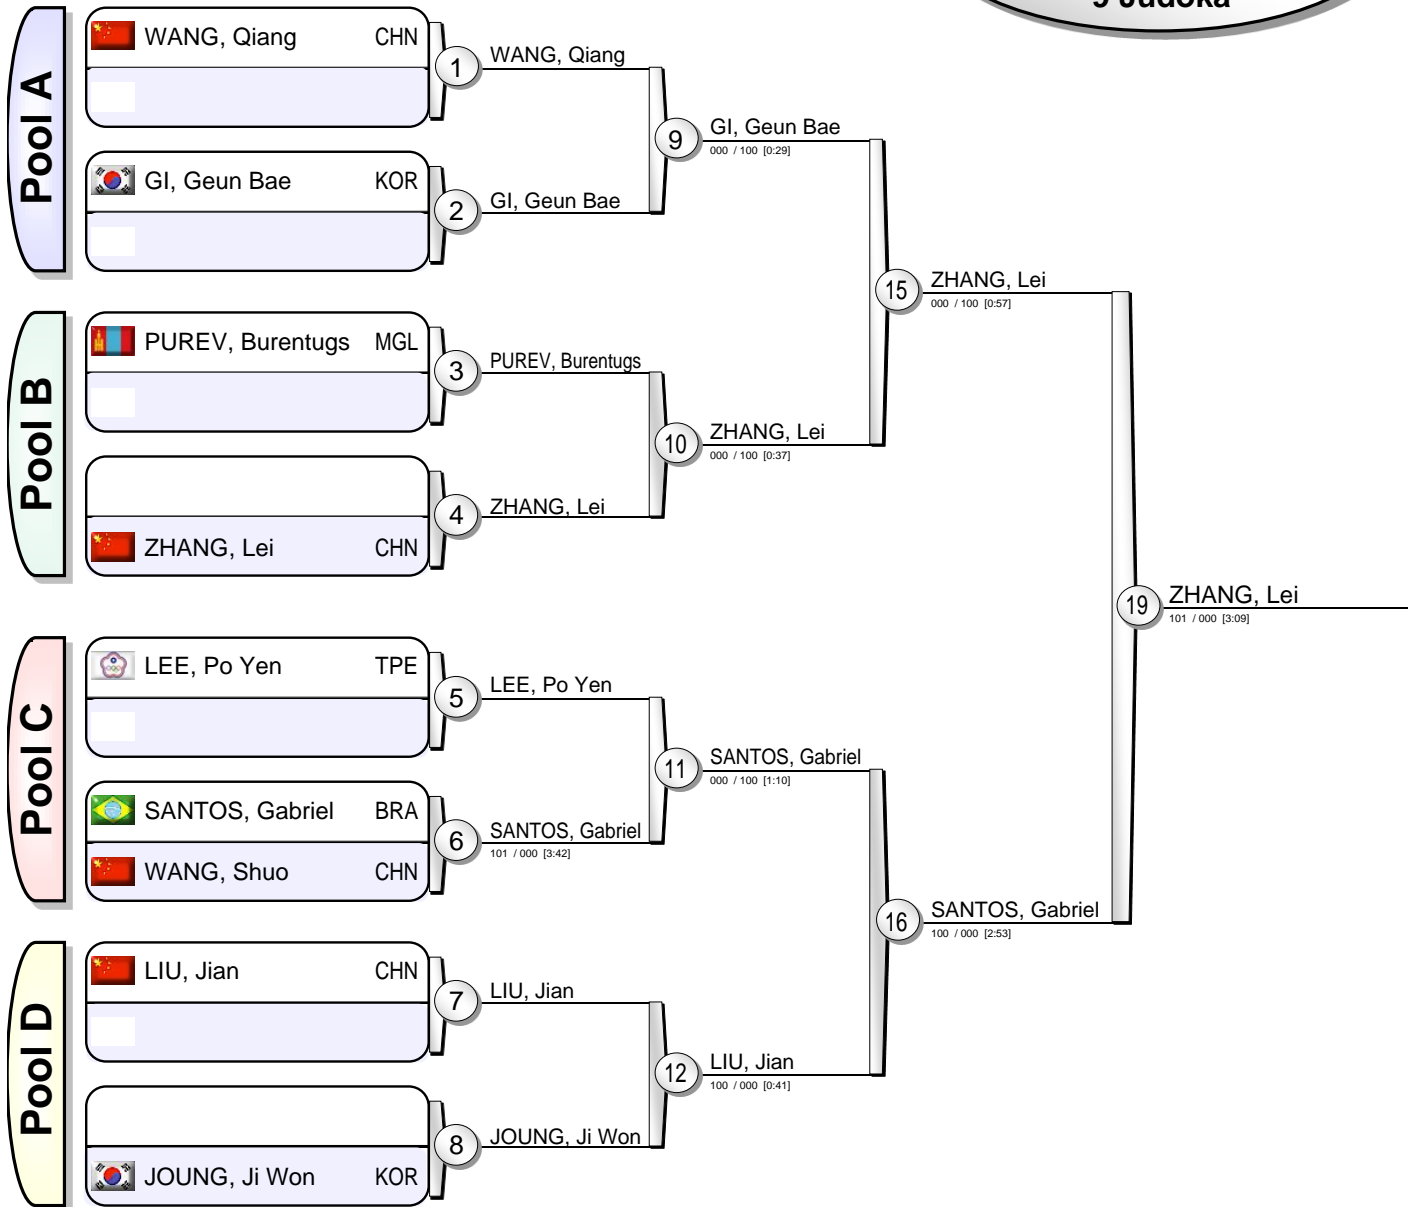 9 Judoka
Pool A
WANG, Qiang CHN
GI, Geun Bae KOR
1
WANG, Qiang
2
GI, Geun Bae
9
GI, Geun Bae
000 / 100 [0:29]
Pool B
PUREV, Burentugs MGL
ZHANG, Lei CHN
3
PUREV, Burentugs
4
ZHANG, Lei
10
ZHANG, Lei
000 / 100 [0:37]
15
ZHANG, Lei
000 / 100 [0:57]
Pool C
LEE, Po Yen TPE
SANTOS, Gabriel BRA
WANG, Shuo CHN
5
LEE, Po Yen
6
SANTOS, Gabriel
101 / 000 [3:42]
11
SANTOS, Gabriel
000 / 100 [1:10]
Pool D
LIU, Jian CHN
JOUNG, Ji Won KOR
7
LIU, Jian
8
JOUNG, Ji Won
12
LIU, Jian
100 / 000 [0:41]
16
SANTOS, Gabriel
100 / 000 [2:53]
19
ZHANG, Lei
101 / 000 [3:09]